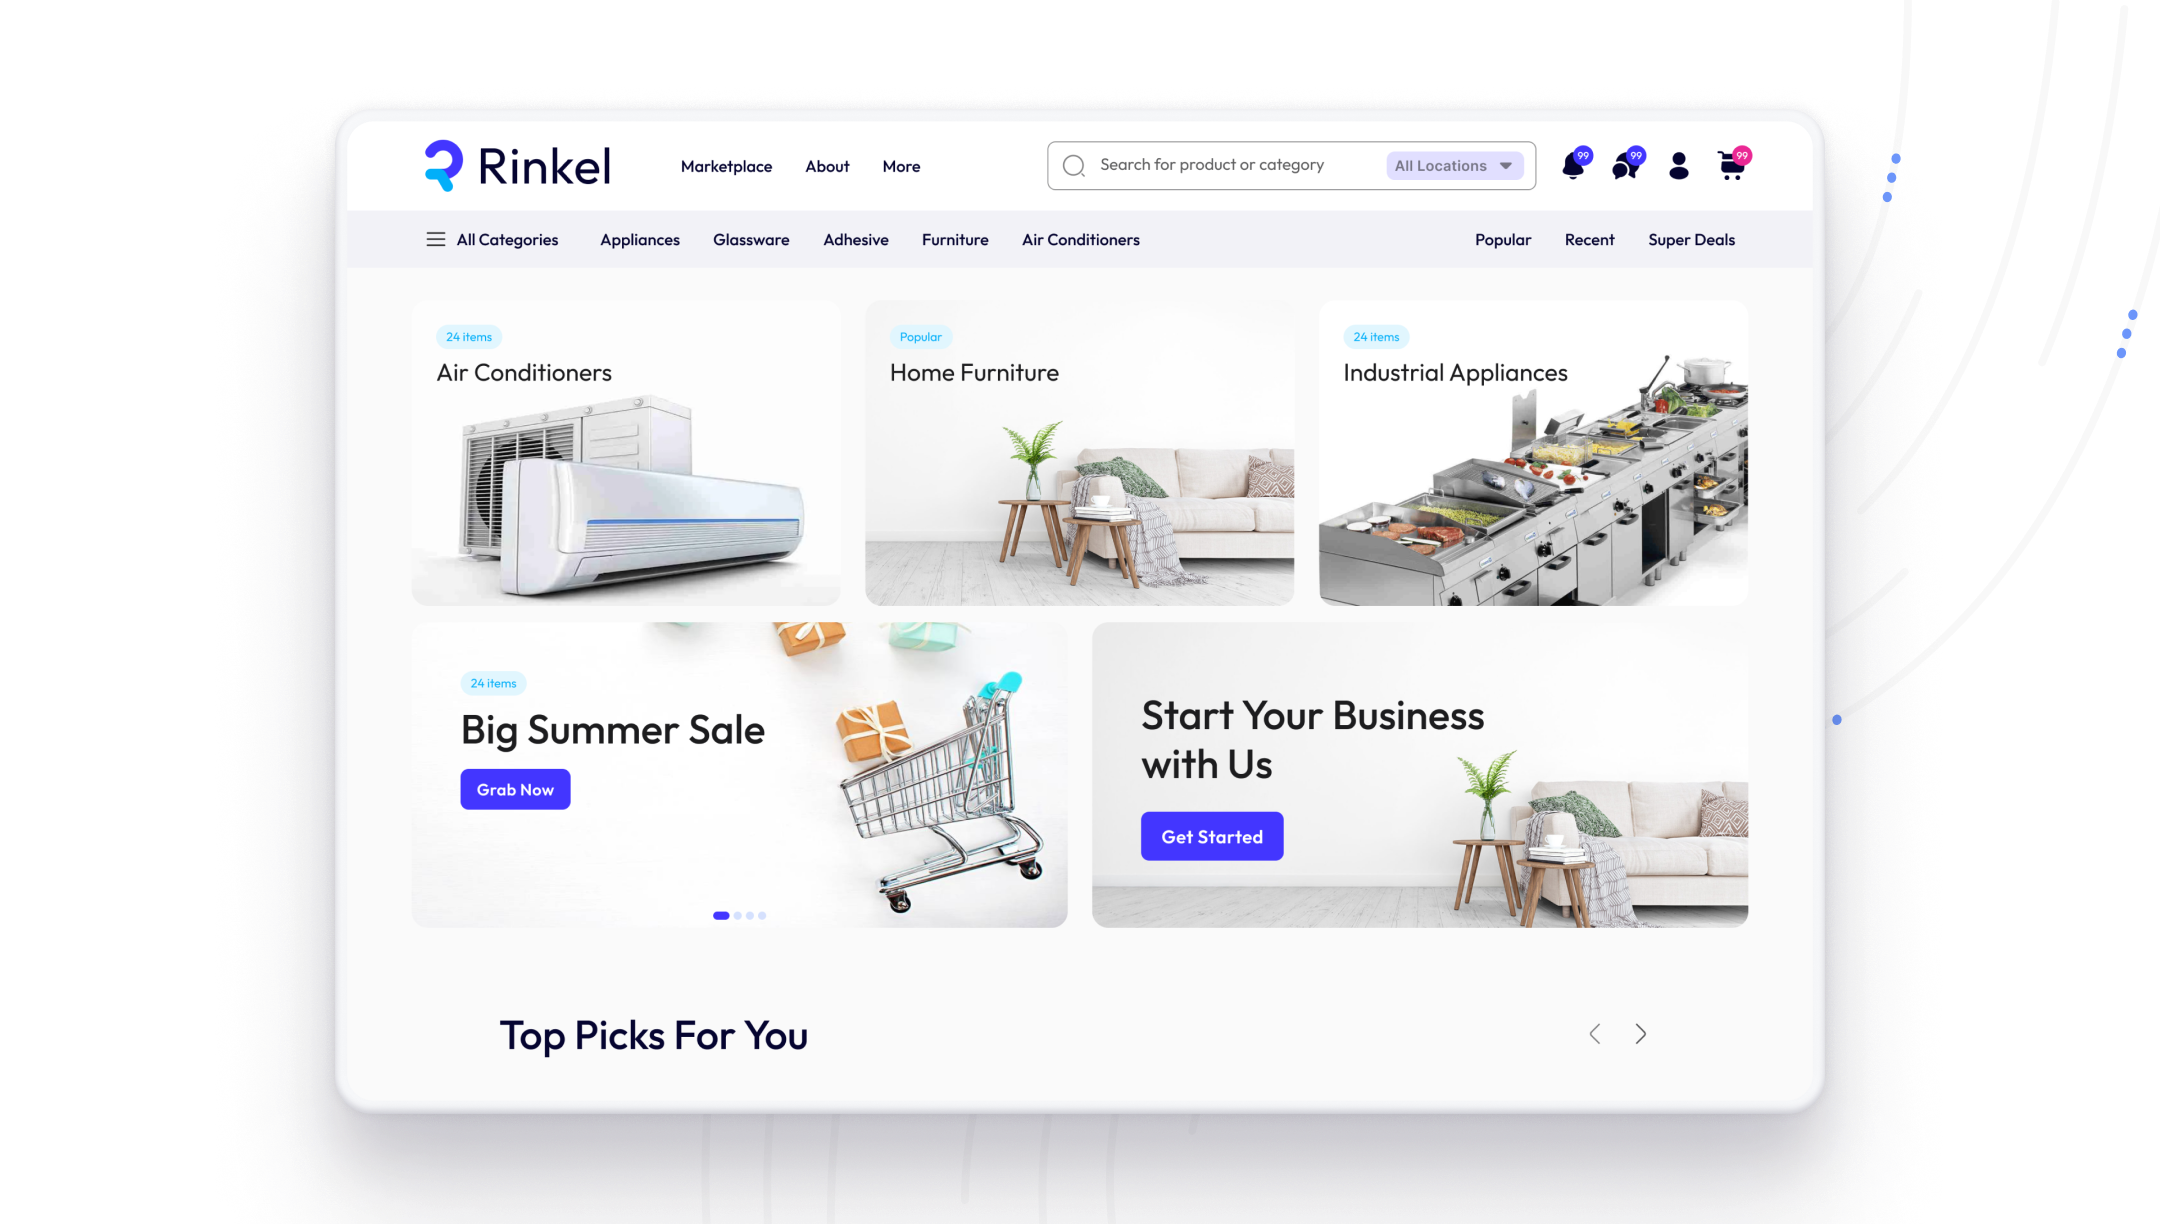 Rinkel
Marketplace About More
Search for product or category
All Locations
99
99
99
All Categories Appliances Glassware Adhesive Furniture Air Conditioners
Popular Recent Super Deals
24 items
Air Conditioners
Popular
Home Furniture
24 items
Industrial Appliances
24 items
Big Summer Sale
Grab Now
Start Your Business
with Us
Get Started
Top Picks For You